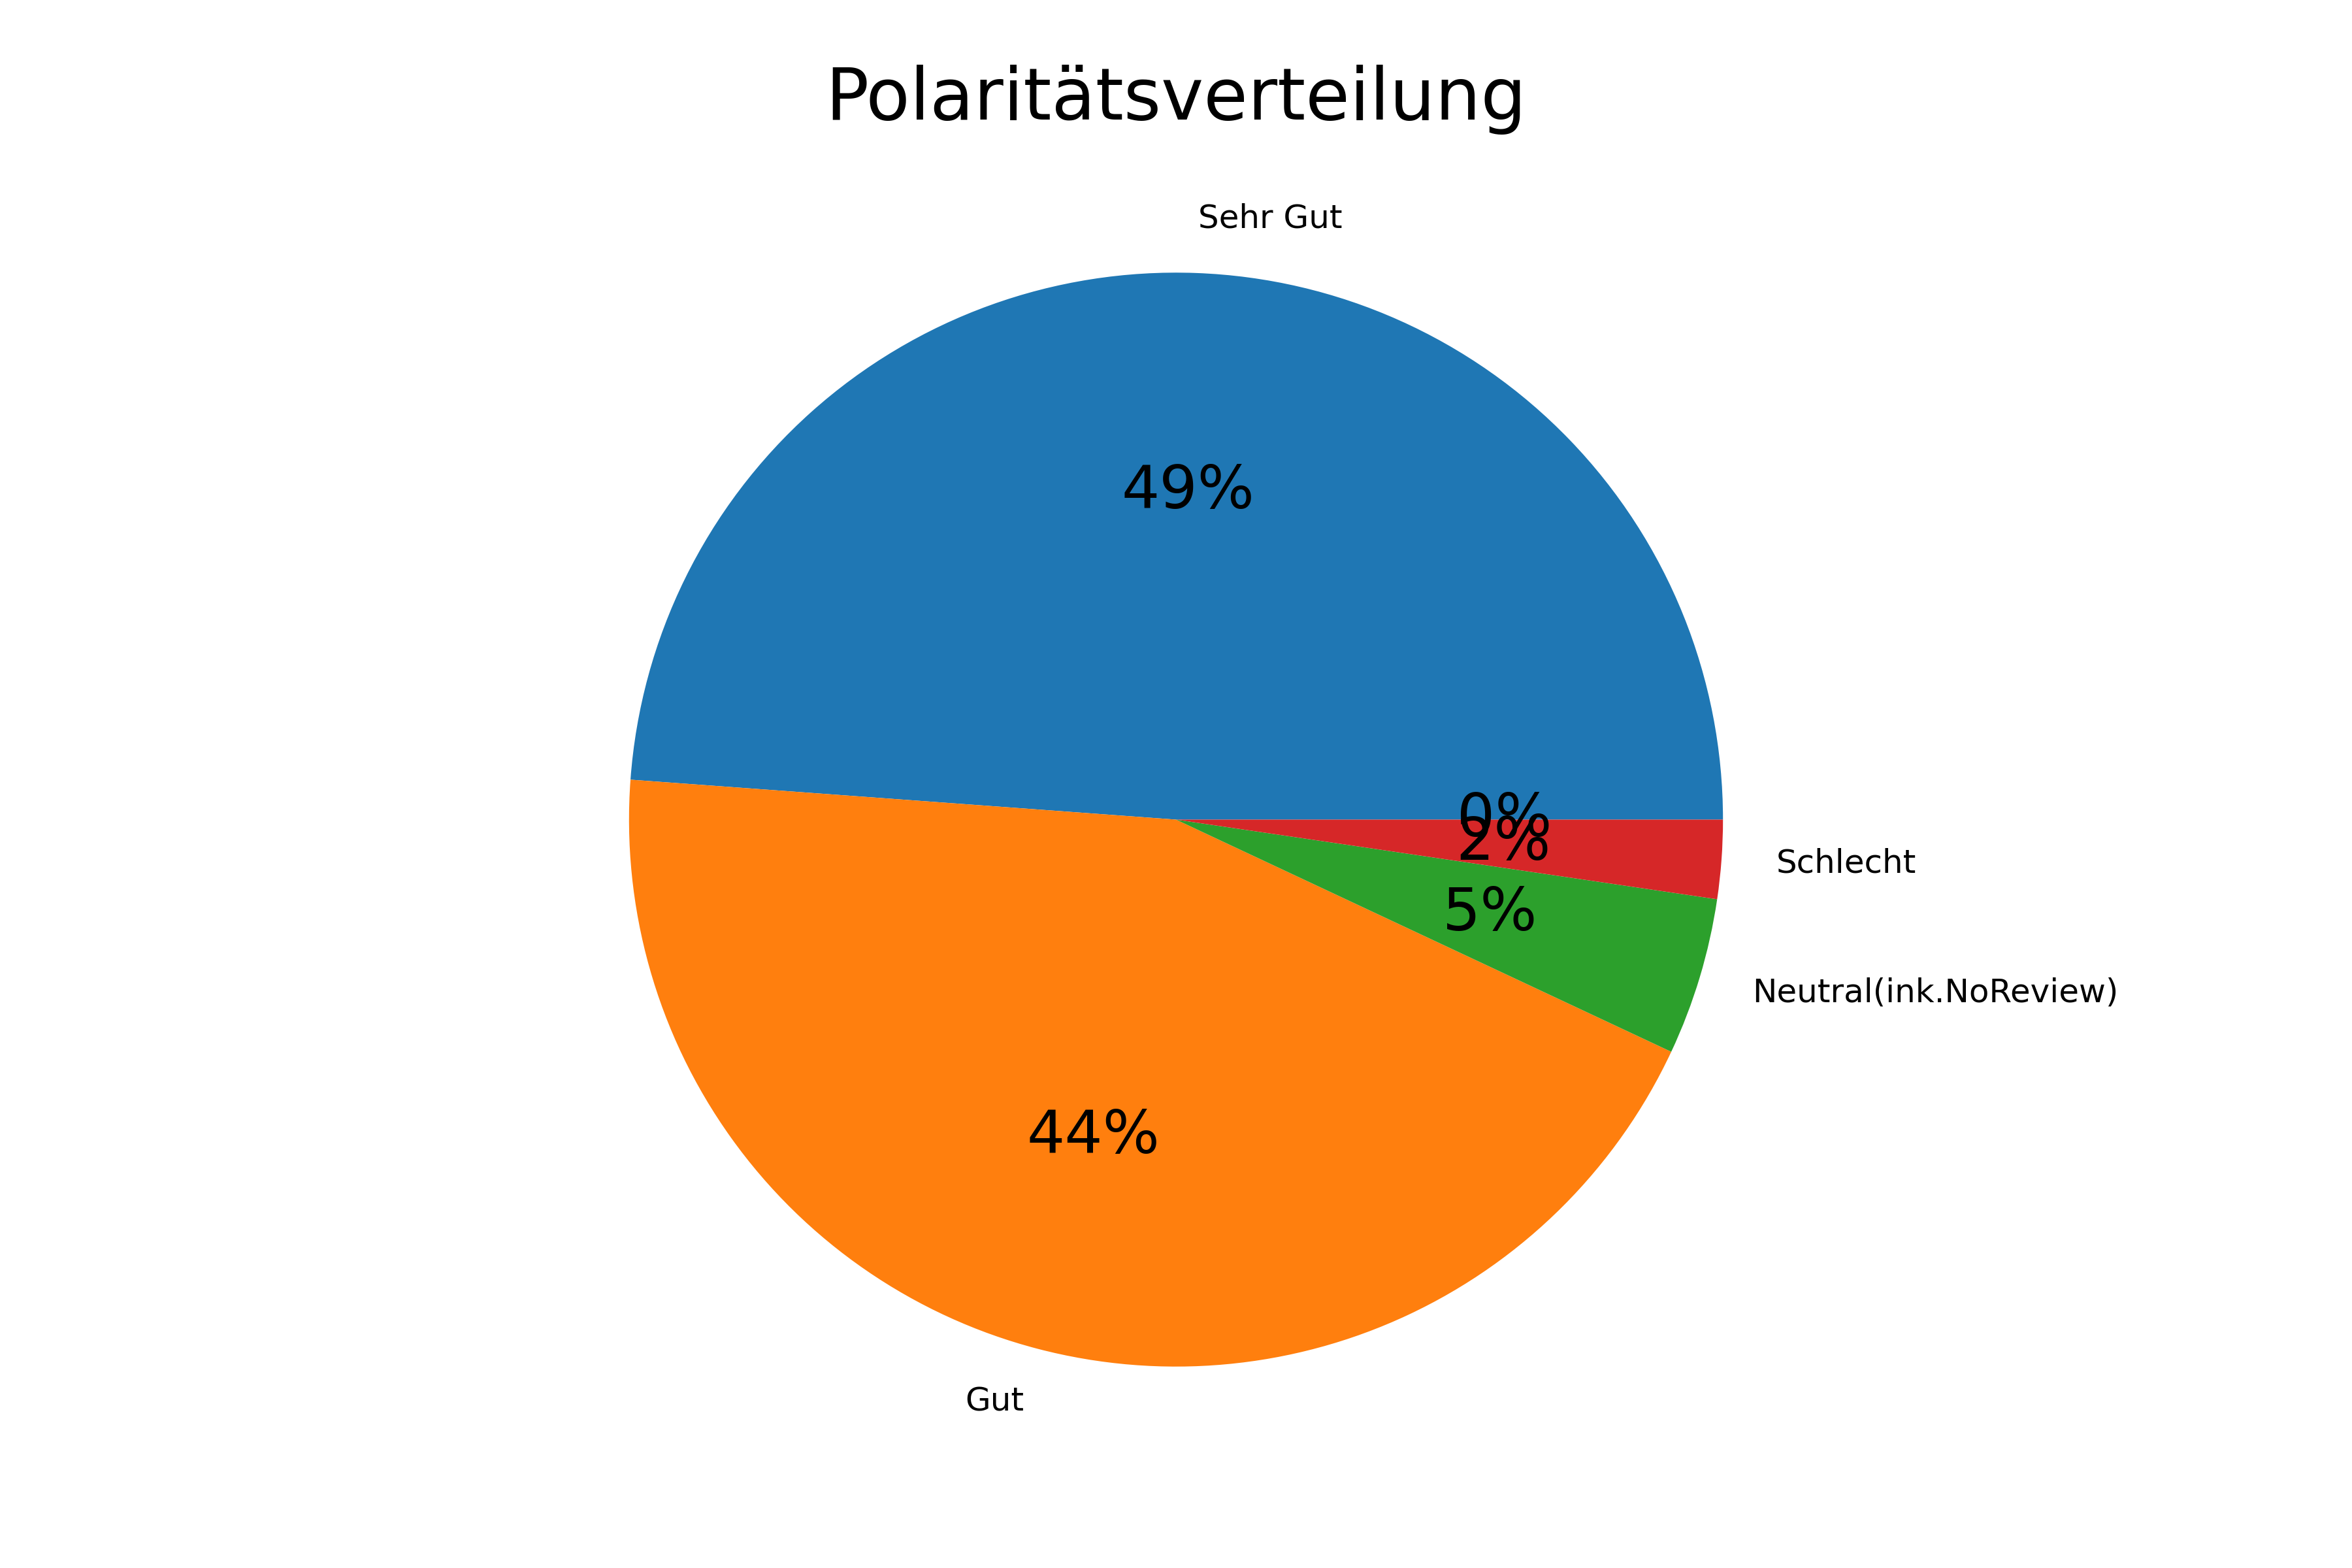 Polaritätsverteilung
Sehr Gut
49%
0%
2%
Schlecht
5%
Neutral(ink.NoReview)
44%
Gut